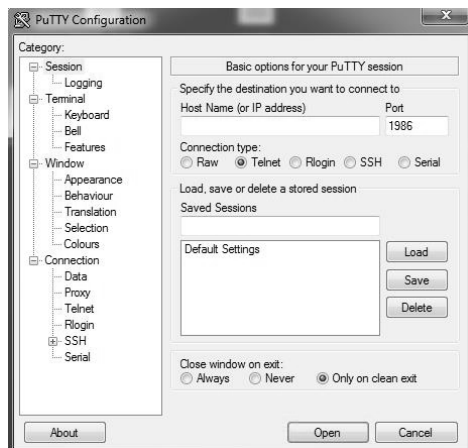 PuTTY Configuration
Category:
Session
Logging
Terminal
Keyboard
Bell
Features
Window
Appearance
Behaviour
Translation
Selection
Colours
Connection
Data
Proxy
Telnet
Rlogin
SSH
Serial
Basic options for your PuTTY session
Specify the destination you want to connect to
Host Name (or IP address) Port
1986
Connection type:
Raw Telnet Rlogin SSH Serial
Load, save or delete a stored session
Saved Sessions
Default Settings
Load
Save
Delete
Close window on exit:
Always Never Only on clean exit
About Open Cancel